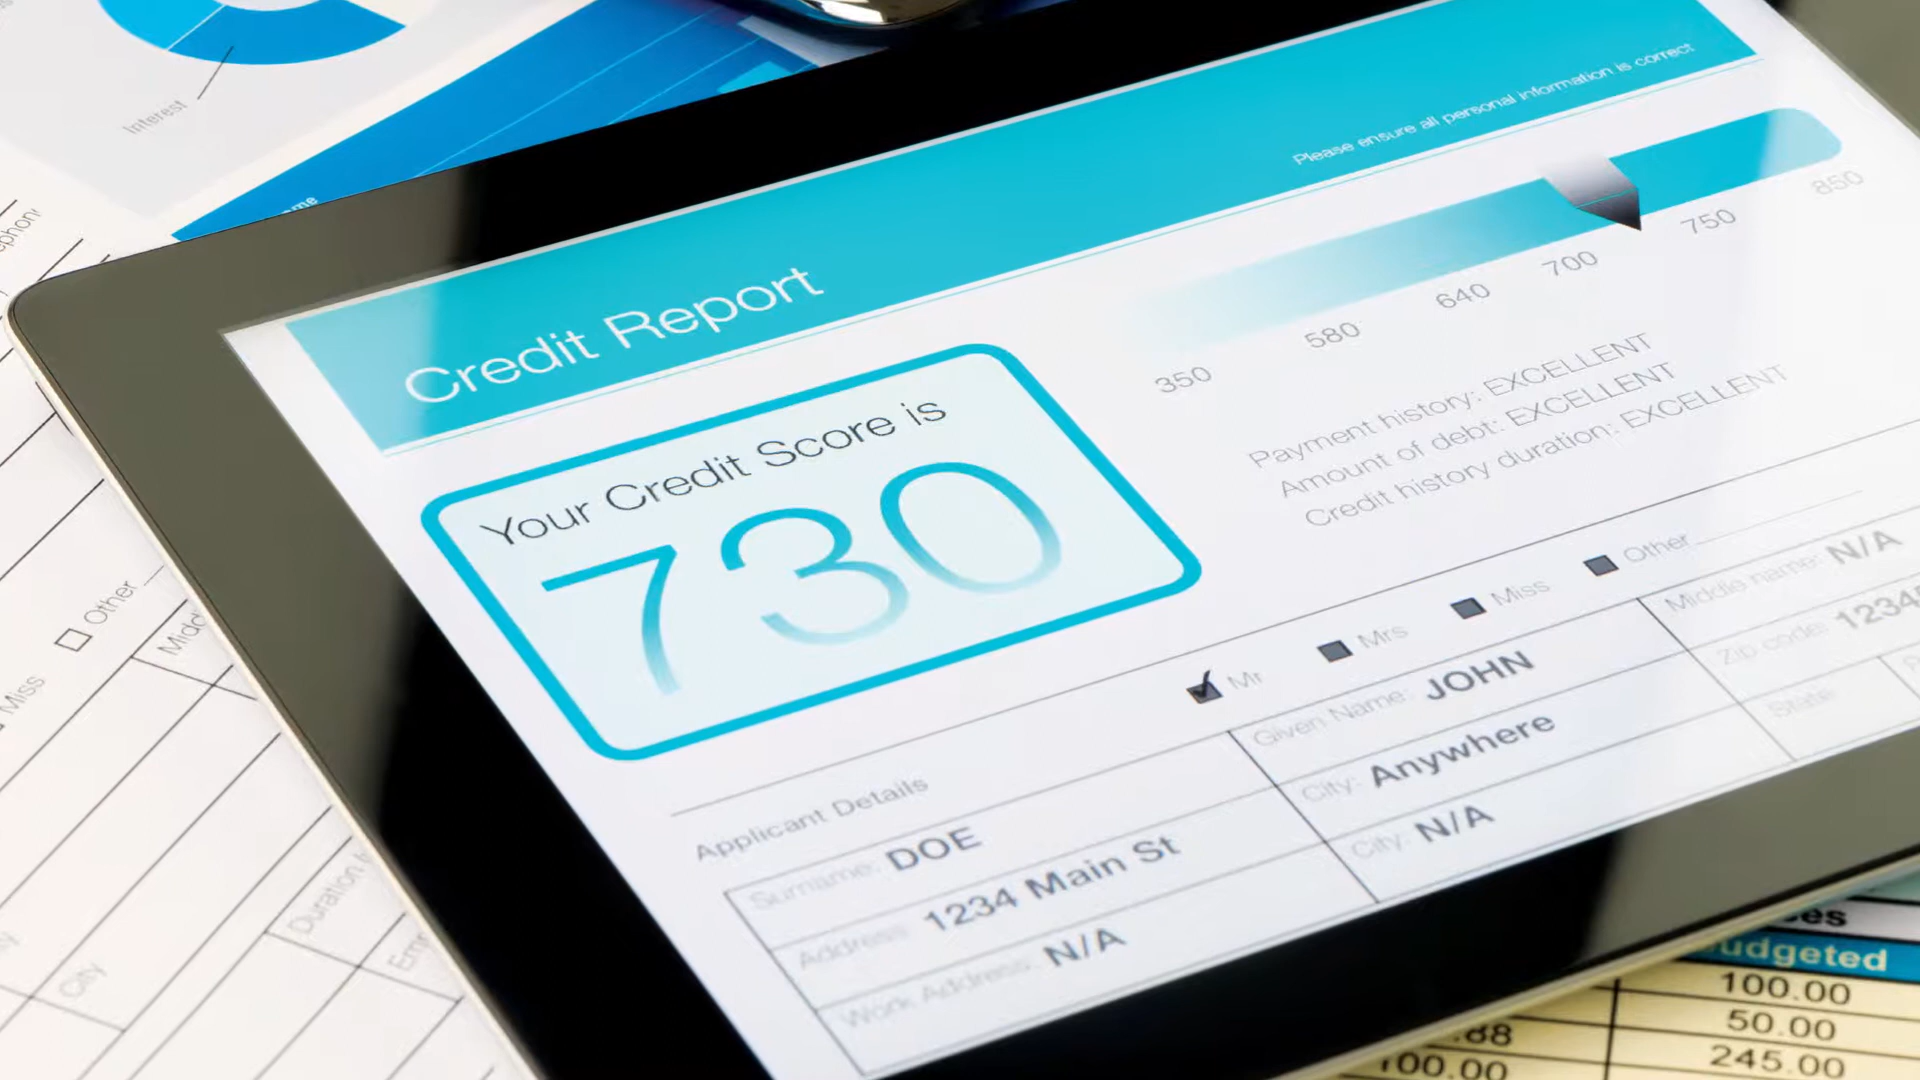 Interest
Please ensure all personal information is correct
Credit Report
350 580 640 700 750 850
Your Credit Score is
730
Payment history: EXCELLENT
Amount of debt: EXCELLENT
Credit history duration: EXCELLENT
Mr Mrs Miss Other
Applicant Details
Surname: DOE Given Name: JOHN Middle name: N/A
Address: 1234 Main St City: Anywhere Zip code: 12345
Work Address: N/A City: N/A State
Other
Miss
City
Duration
udgeted
100.00
50.00
.88 245.00
100.00